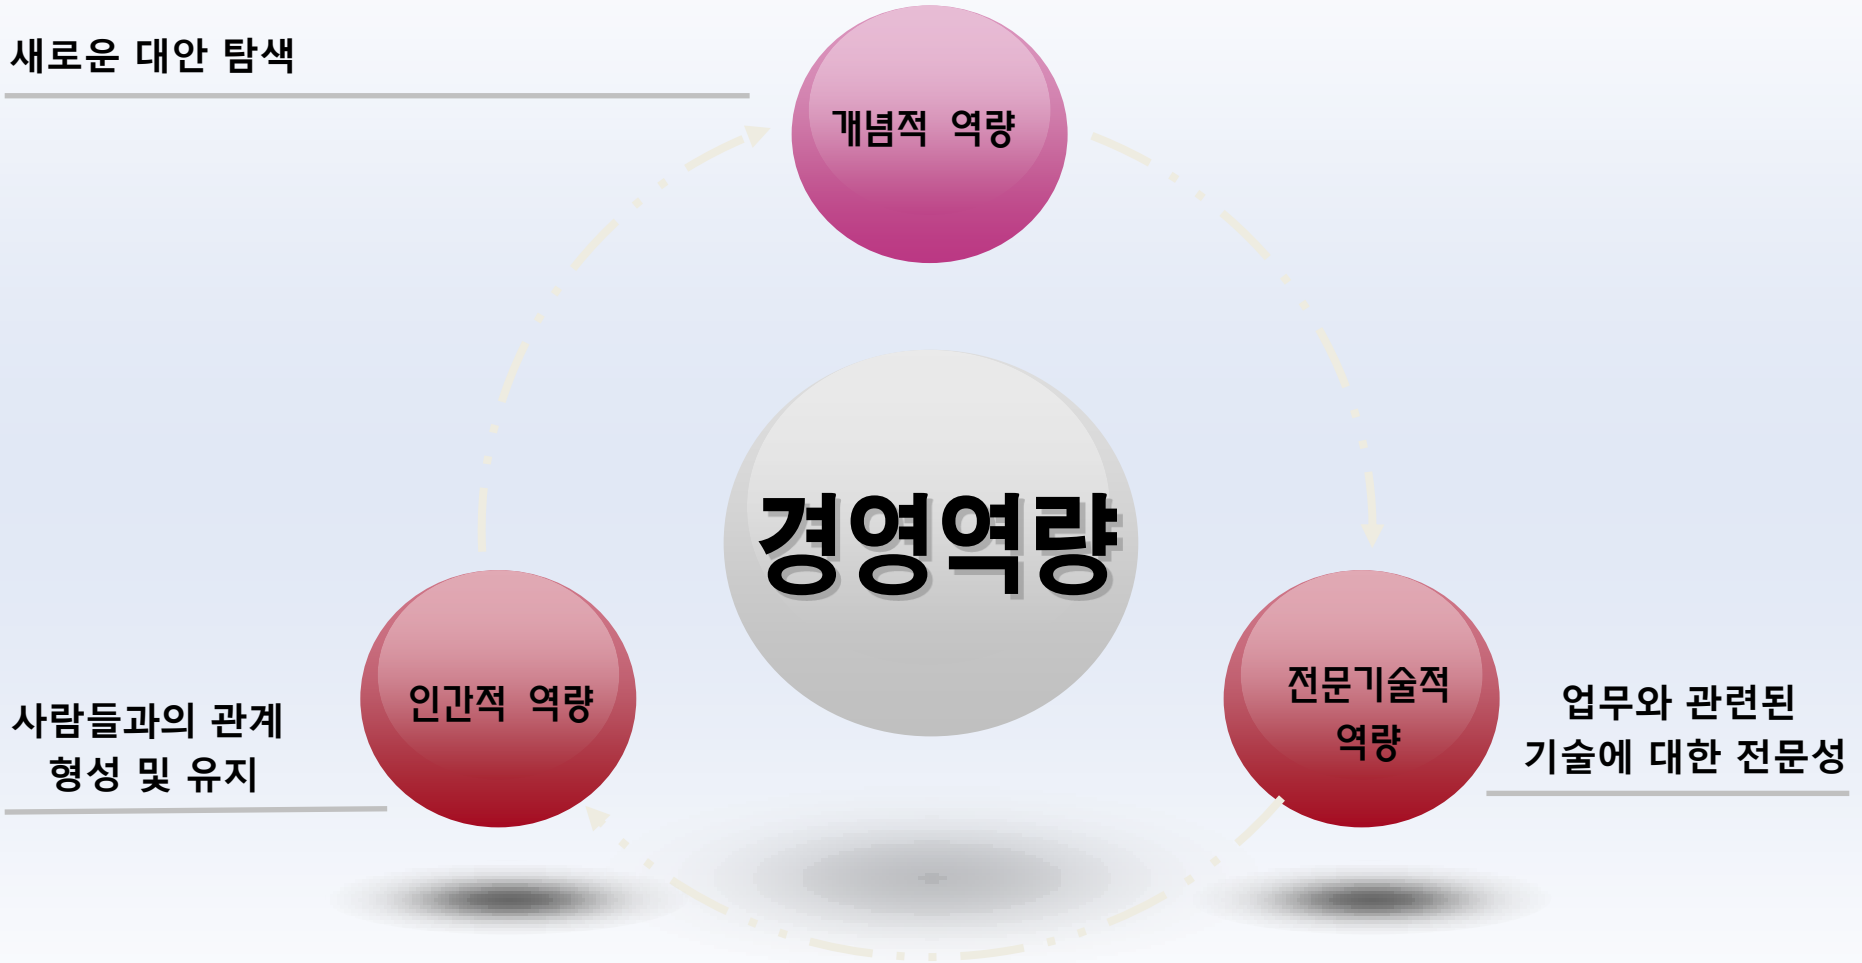 새로운 대안 탐색
개념적 역량
경영역량
인간적 역량
사람들과의 관계
형성 및 유지
전문기술적
역량
업무와 관련된
기술에 대한 전문성